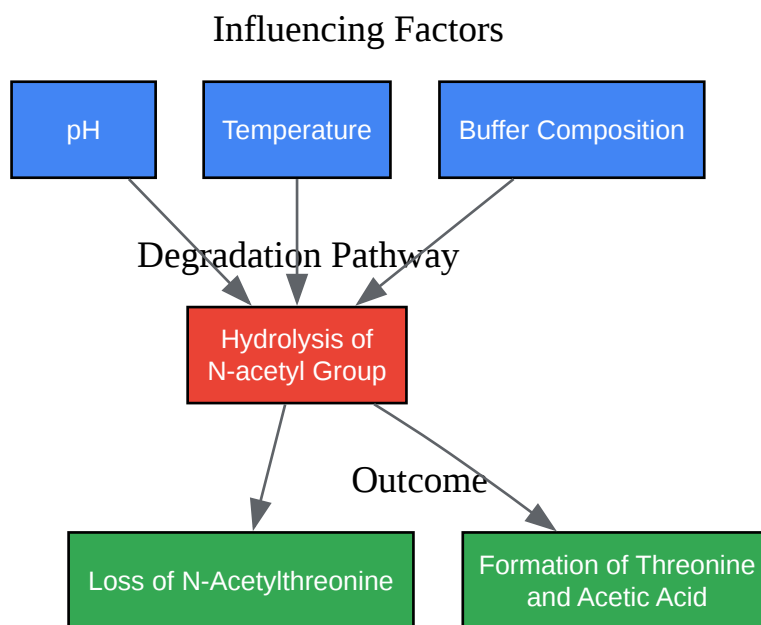 Influencing Factors
pH
Temperature
Buffer Composition
Degradation Pathway
Hydrolysis of
N-acetyl Group
Outcome
Loss of N-Acetylthreonine
Formation of Threonine
and Acetic Acid